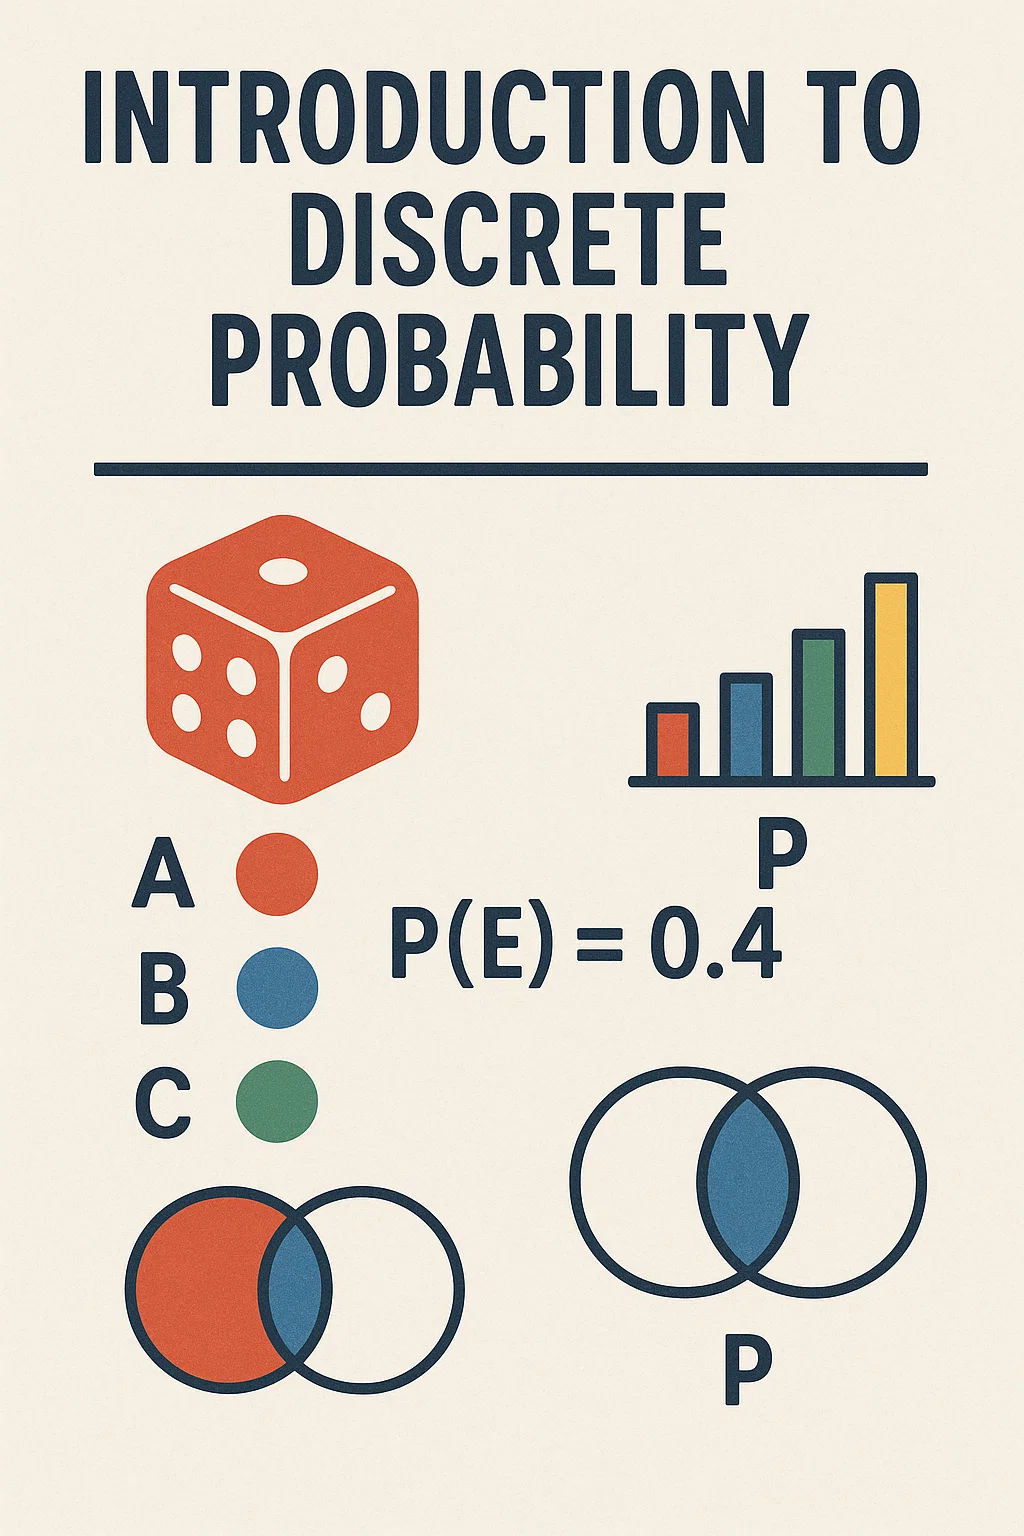 INTRODUCTION TO
DISCRETE
PROBABILITY
P
A
P(E) = 0.4
B
C
P